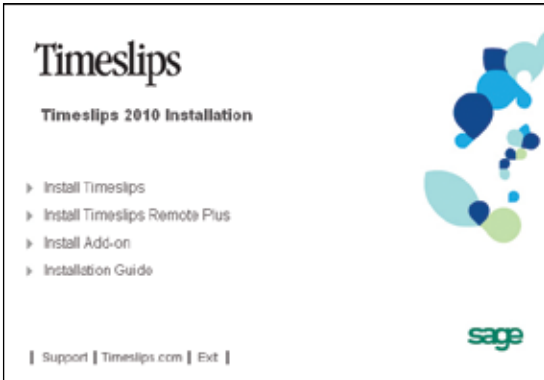 Timeslips
Timeslips 2010 Installation
Install Timeslips
Install Timeslips Remote Plus
Install Add-on
Installation Guide
sage
| Support | Timeslips.com | Exit |